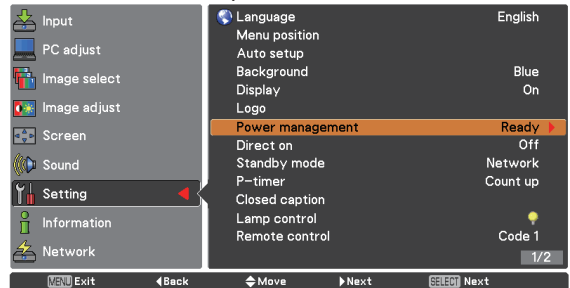 Input
PC adjust
Image select
Image adjust
Screen
Sound
Setting
Information
Network
Language English
Menu position
Auto setup
Background Blue
Display On
Logo
Power management Ready
Direct on Off
Standby mode Network
P-timer Count up
Closed caption
Lamp control
Remote control Code 1
1/2
MENU Exit Back Move Next SELECT Next